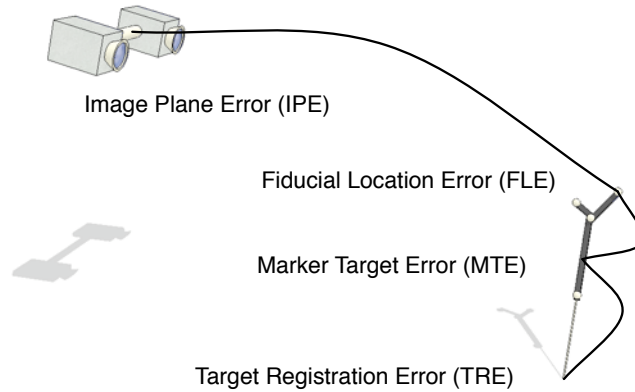 Image Plane Error (IPE)
Fiducial Location Error (FLE)
Marker Target Error (MTE)
Target Registration Error (TRE)